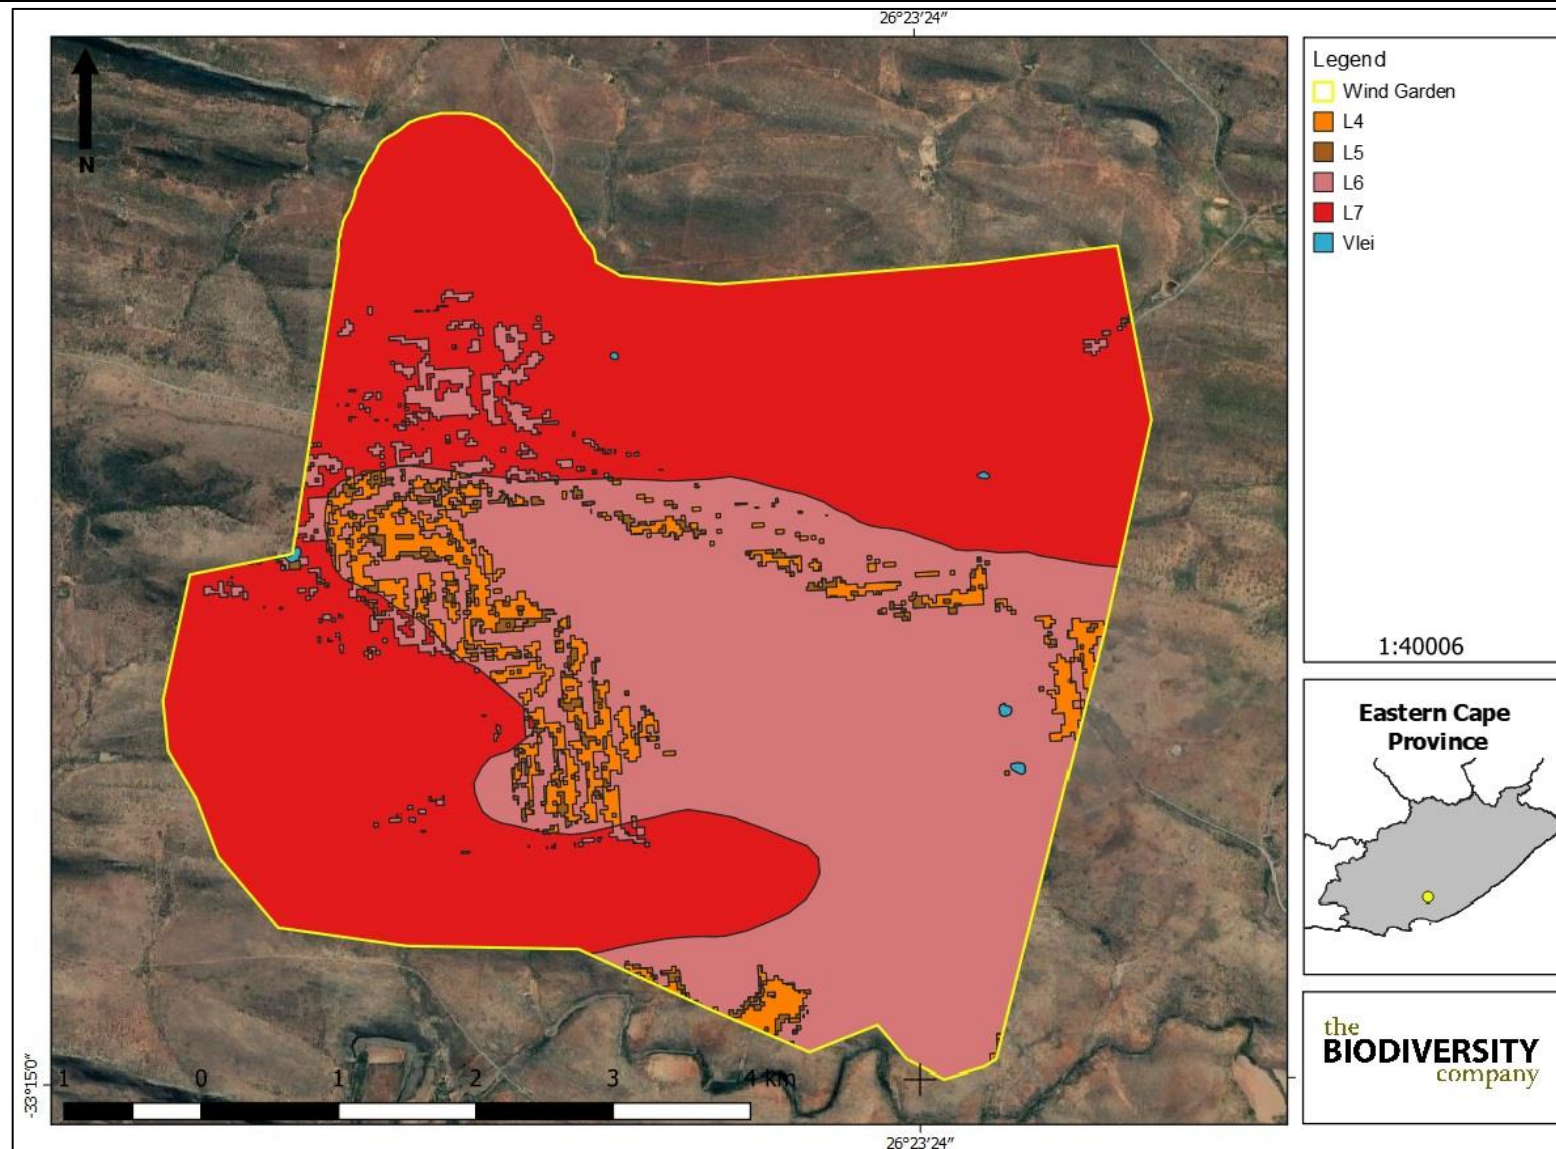 26°23'24"
N
Legend
Wind Garden
L4
L5
L6
L7
Vlei
1:40006
Eastern Cape
Province
the
BIODIVERSITY
company
-33°15'0"
1 0 1 2 3 4 km
26°23'24"